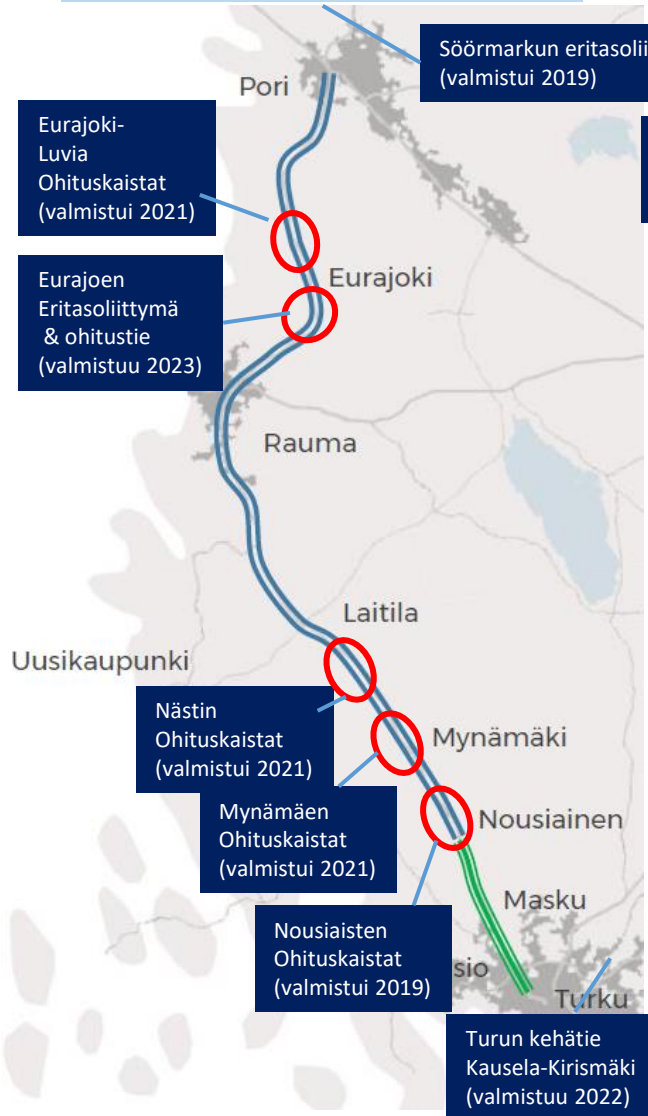 Söörmarkun eritasolii
(valmistui 2019)
Pori
Eurajoki-
Luvia
Ohituskaistat
(valmistui 2021)
Eurajoki
Eurajoen
Eritasoliittymä
& ohitustie
(valmistuu 2023)
Rauma
Laitila
Uusikaupunki
Nästin
Ohituskaistat
(valmistui 2021)
Mynämäki
Mynämäen
Ohituskaistat
(valmistui 2021)
Nousiainen
Masku
Nousiaisten
Ohituskaistat
(valmistui 2019)
sio
Turku
Turun kehätie
Kausela-Kirismäki
(valmistuu 2022)